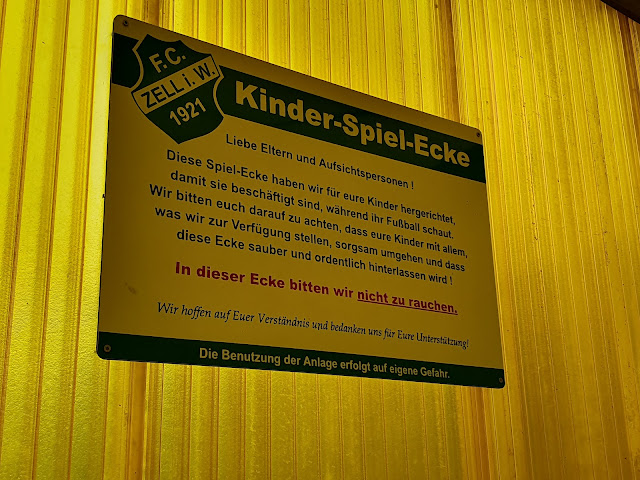 F.C.
ZELL i. W.
1921
Kinder-Spiel-Ecke
Liebe Eltern und Aufsichtspersonen !
Diese Spiel-Ecke haben wir für eure Kinder hergerichtet,
damit sie beschäftigt sind, während ihr Fußball schaut.
Wir bitten euch darauf zu achten, dass eure Kinder mit allem,
was wir zur Verfügung stellen, sorgsam umgehen und dass
diese Ecke sauber und ordentlich hinterlassen wird !
In dieser Ecke bitten wir nicht zu rauchen.
Wir hoffen auf Euer Verständnis und bedanken uns für Eure Unterstützung!
Die Benutzung der Anlage erfolgt auf eigene Gefahr.